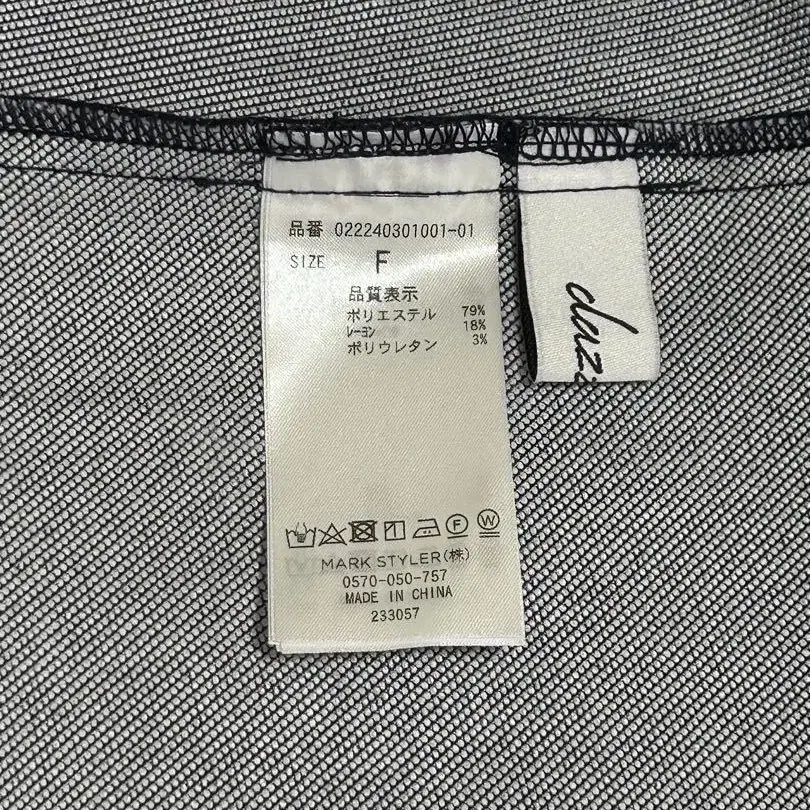 品番 022240301001-01
SIZE F
品質表示
ポリエステル 79%
レーヨン 18%
ポリウレタン 3%
F W
MARK STYLER(株)
0570-050-757
MADE IN CHINA
233057